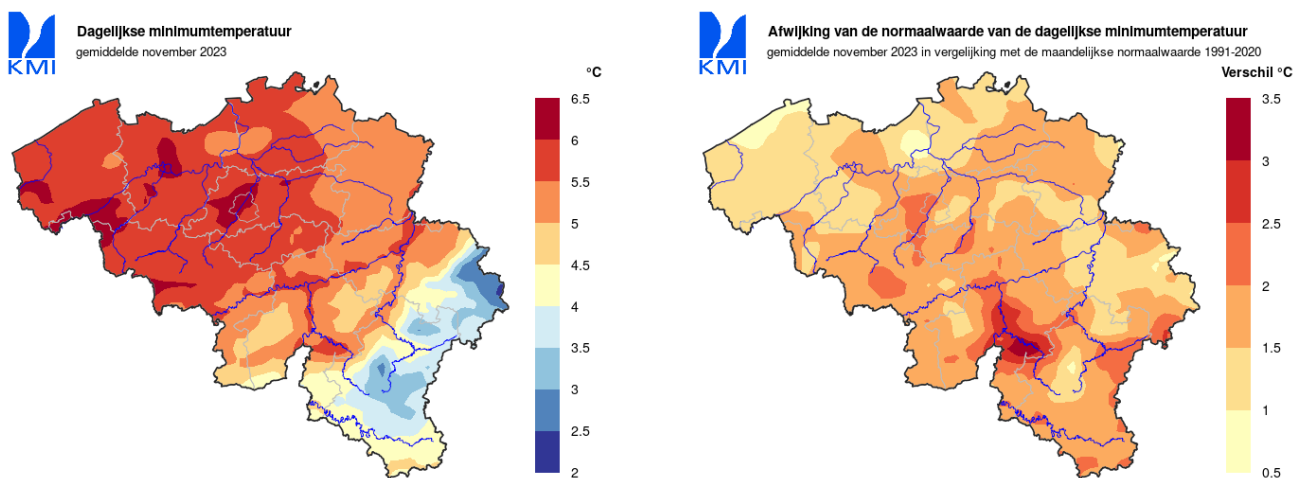 Dagelijkse minimumtemperatuur
gemiddelde november 2023
KMI
°C
6.5
6
5.5
5
4.5
4
3.5
3
2.5
2
Afwijking van de normaalwaarde van de dagelijkse minimumtemperatuur
gemiddelde november 2023 in vergelijking met de maandelijkse normaalwaarde 1991-2020
KMI
Verschil °C
3.5
3
2.5
2
1.5
1
0.5